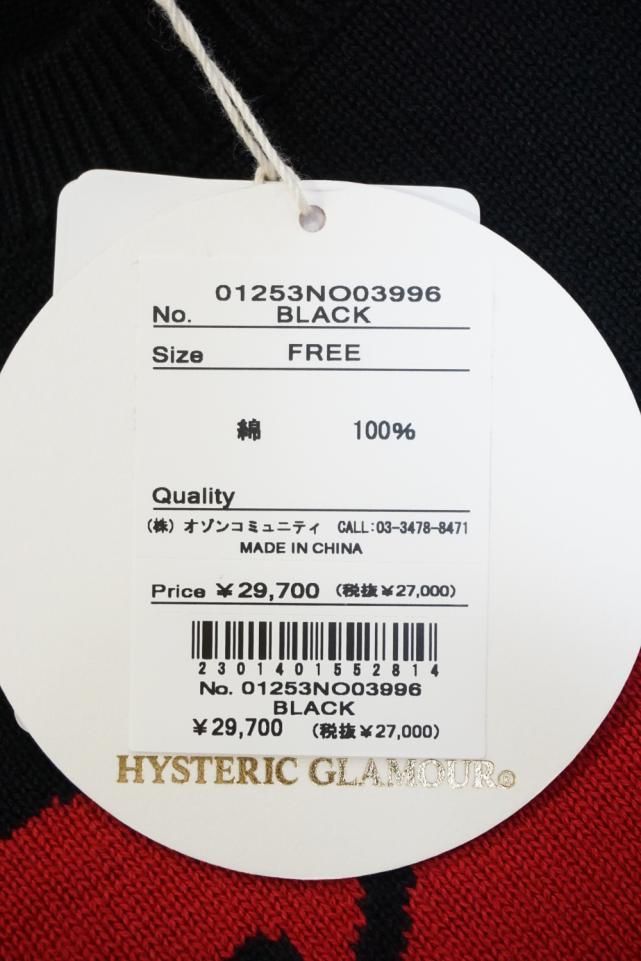 01253NO03996
No. BLACK
Size FREE
綿 100%
Quality
(株) オゾンコミュニティ CALL:03-3478-8471
MADE IN CHINA
Price ¥29,700 (税抜¥27,000)
2301401552814
No. 01253NO03996
BLACK
¥29,700 (税抜¥27,000)
HYSTERIC GLAMOUR©